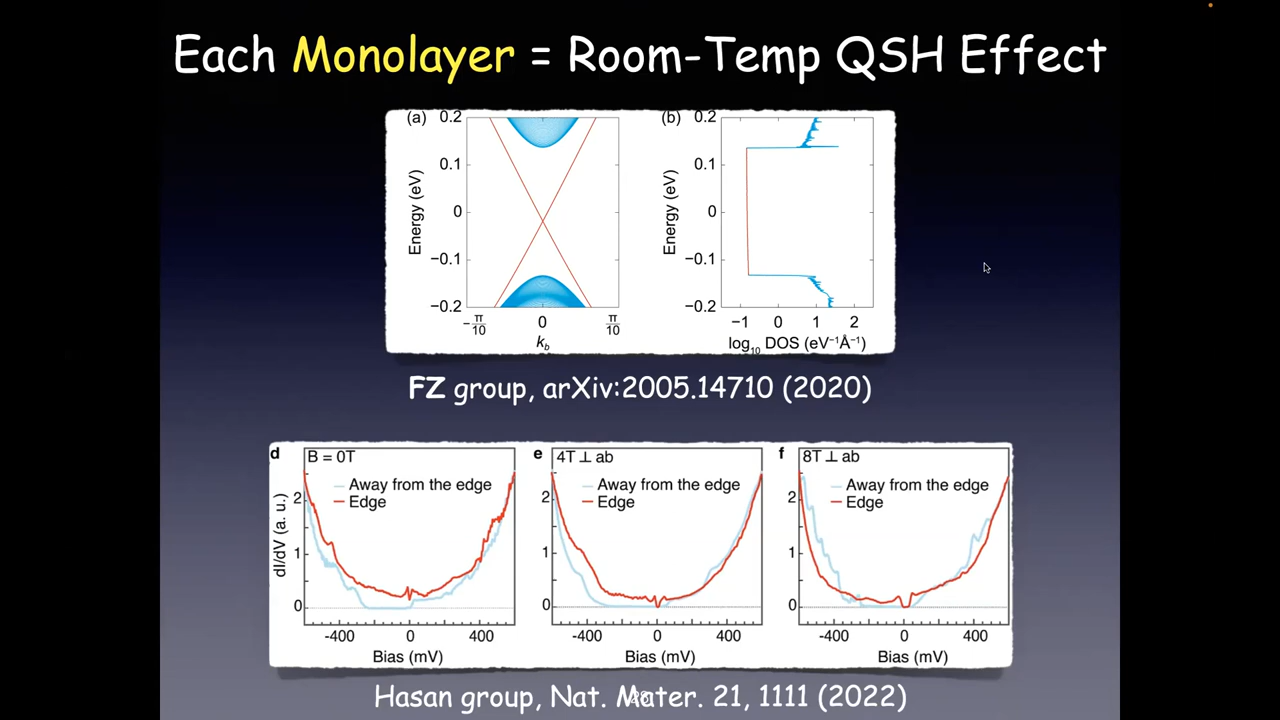 Each Monolayer = Room-Temp QSH Effect
(a)
0.2
0.1
0
−0.1
−0.2
Energy (eV)
−π/10 0 π/10
k_b
(b)
0.2
0.1
0
−0.1
−0.2
Energy (eV)
−1 0 1 2
log₁₀ DOS (eV⁻¹Å⁻¹)
FZ group, arXiv:2005.14710 (2020)
d
B = 0T
Away from the edge
Edge
2
1
0
dI/dV (a. u.)
-400 0 400
Bias (mV)
e
4T ⊥ ab
Away from the edge
Edge
2
1
0
-400 0 400
Bias (mV)
f
8T ⊥ ab
Away from the edge
Edge
2
1
0
-400 0 400
Bias (mV)
Hasan group, Nat. Mater. 21, 1111 (2022)